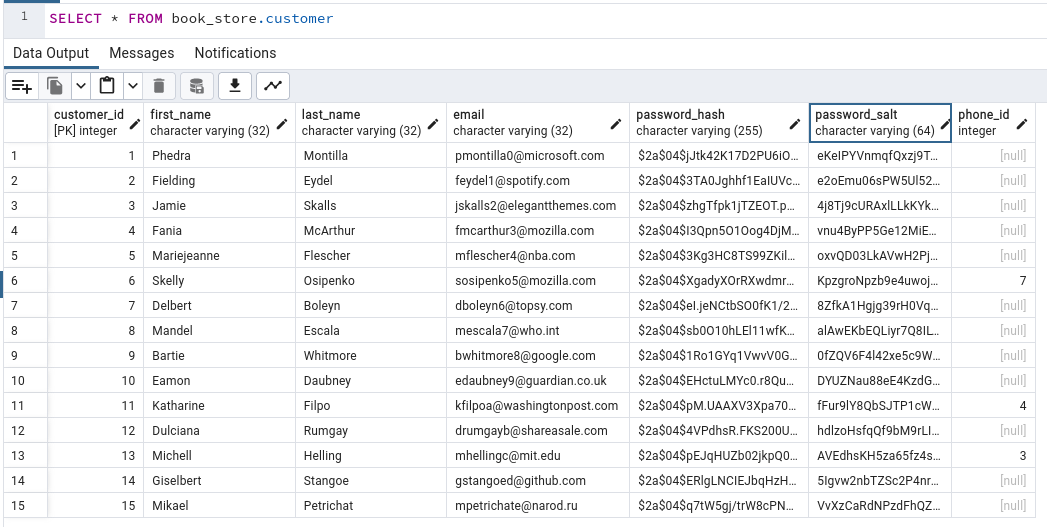 1 SELECT * FROM book_store.customer
Data Output Messages Notifications
customer_id first_name last_name email password_hash password_salt phone_id
[PK] integer character varying (32) character varying (32) character varying (32) character varying (255) character varying (64) integer
1 1 Phedra Montilla pmontilla0@microsoft.com $2a$04$jJtk42K17D2PU6iO… eKeIPYVnmqfQxzj9T… [null]
2 2 Fielding Eydel feydel1@spotify.com $2a$04$3TA0Jghhf1EaIUVc… e2oEmu06sPW5Ul52… [null]
3 3 Jamie Skalls jskalls2@elegantthemes.com $2a$04$zhgTfpk1jTZEOT.p… 4j8Tj9cURAxlLLkKYk… [null]
4 4 Fania McArthur fmcarthur3@mozilla.com $2a$04$I3Qpn5O1Oog4DjM… vnu4ByPP5Ge12MiE… [null]
5 5 Mariejeanne Flescher mflescher4@nba.com $2a$04$3Kg3HC8TS99ZKil… oxvQD03LkAVwH2Pj… [null]
6 6 Skelly Osipenko sosipenko5@mozilla.com $2a$04$XgadyXOrRXwdmr… KpzgroNpzb9e4uwoj… 7
7 7 Delbert Boleyn dboleyn6@topsy.com $2a$04$eI.jeNCtbSO0fK1/2… 8ZfkA1Hgjg39rH0Vq… [null]
8 8 Mandel Escala mescala7@who.int $2a$04$sb0O10hLEl11wfK… alAwEKbEQLiyr7Q8IL… [null]
9 9 Bartie Whitmore bwhitmore8@google.com $2a$04$1Ro1GYq1VwvV0G… 0fZQV6F4l42xe5c9W… [null]
10 10 Eamon Daubney edaubney9@guardian.co.uk $2a$04$EHctuLMYc0.r8Qu… DYUZNau88eE4KzdG… [null]
11 11 Katharine Filpo kfilpoa@washingtonpost.com $2a$04$pM.UAAXV3Xpa70… fFur9lY8QbSJTP1cW… 4
12 12 Dulciana Rumgay drumgayb@shareasale.com $2a$04$4VPdhsR.FKS200U… hdlzoHsfqQf9bM9rLI… [null]
13 13 Michell Helling mhellingc@mit.edu $2a$04$pEJqHUZb02jkpQ0… AVEdhsKH5za65fz4s… 3
14 14 Giselbert Stangoe gstangoed@github.com $2a$04$ERlgLNCIEJbqHzH… 5Igvw2nbTZSc2P4nr… [null]
15 15 Mikael Petrichat mpetrichate@narod.ru $2a$04$q7tW5gj/trW8cPN… VvXzCaRdNPzdFhQZ… [null]